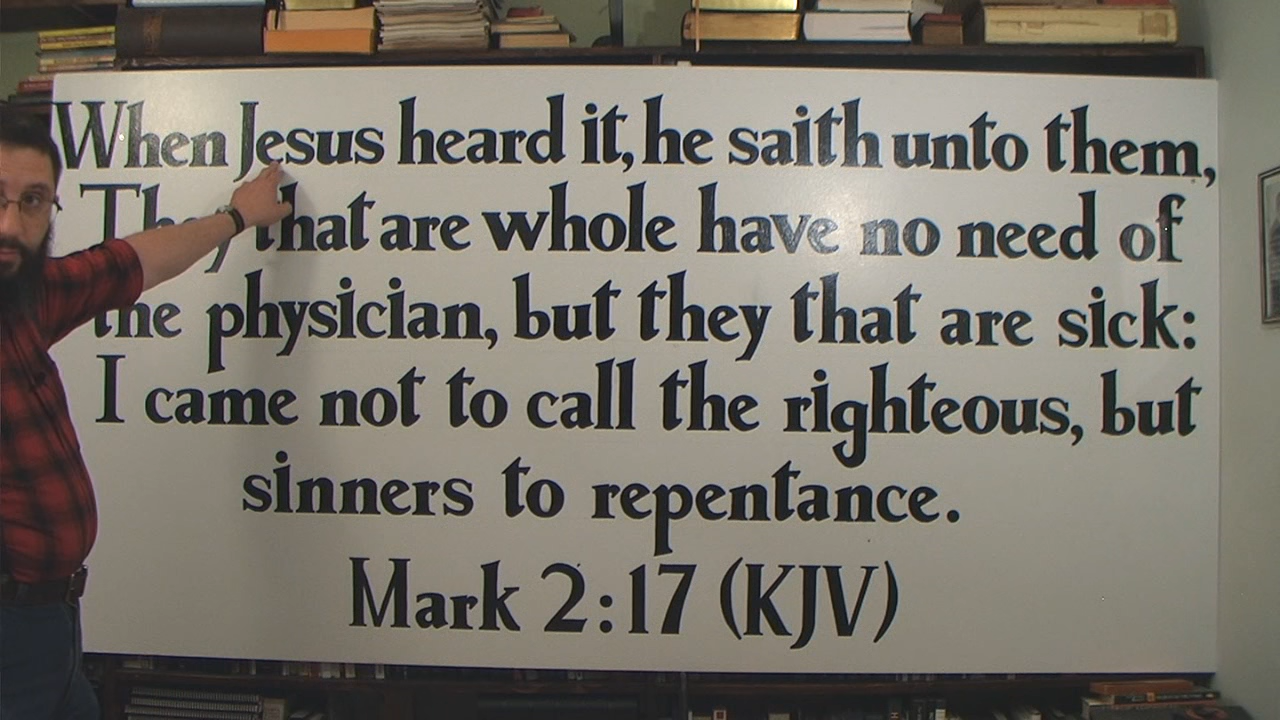 When Jesus heard it, he saith unto them,
They that are whole have no need of
the physician, but they that are sick:
I came not to call the righteous, but
sinners to repentance.
Mark 2:17 (KJV)